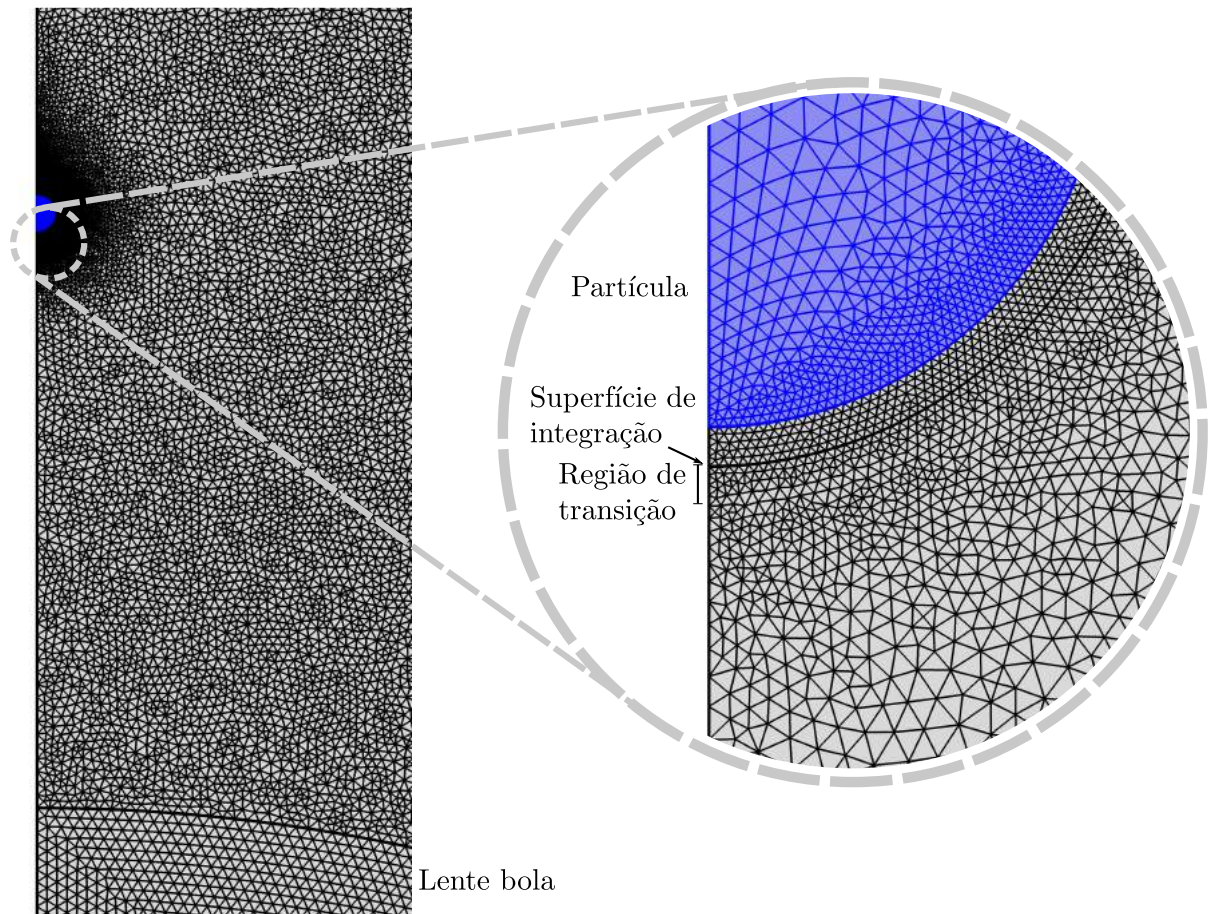 Partícula
Superfície de
integração
Região de
transição
Lente bola